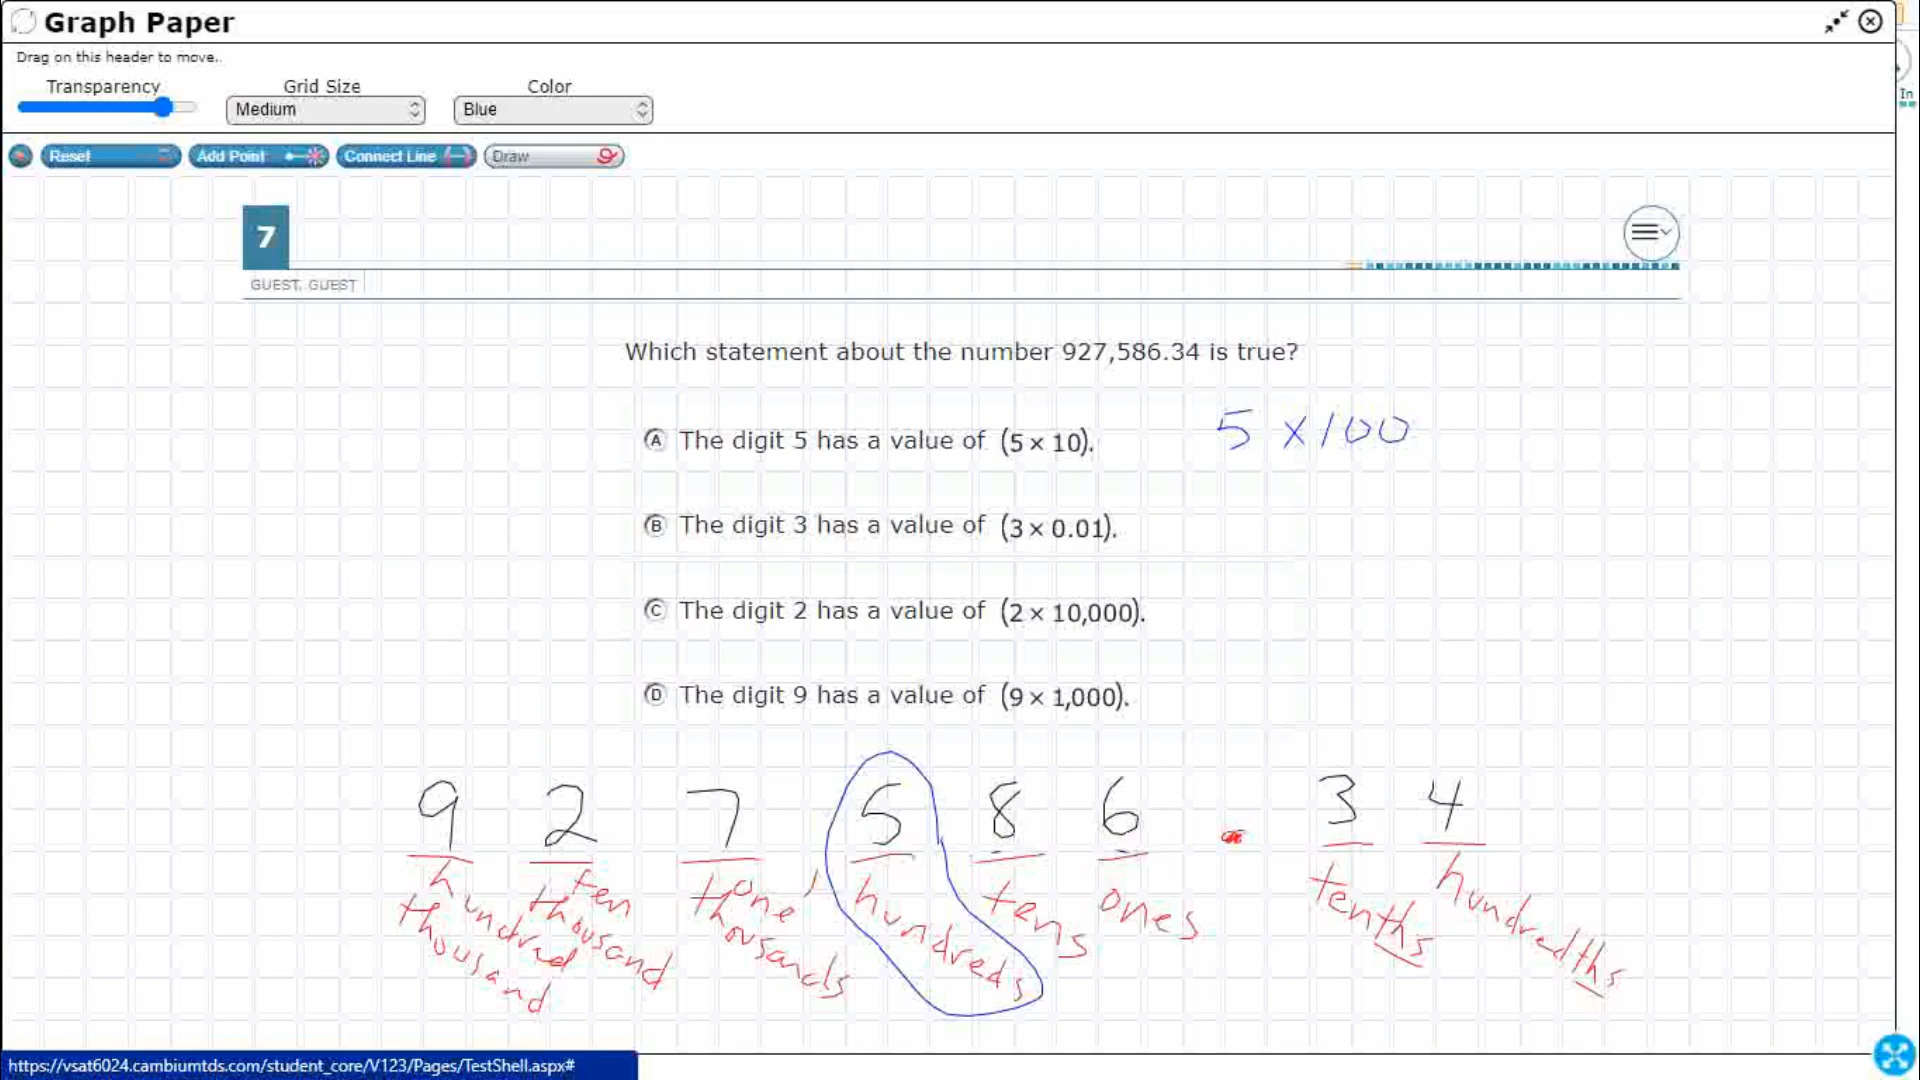 Graph Paper
Drag on this header to move..
Transparency Grid Size Color
Medium Blue
Reset Add Point Connect Line Draw
In
7
GUEST, GUEST
Which statement about the number 927,586.34 is true?
A The digit 5 has a value of (5 × 10). 5 × 100
B The digit 3 has a value of (3 × 0.01).
C The digit 2 has a value of (2 × 10,000).
D The digit 9 has a value of (9 × 1,000).
9 2 7 , 5 8 6 . 3 4
hundred thousand ten thousand one thousands hundreds tens ones tenths hundredths
https://vsat6024.cambiumtds.com/student_core/V123/Pages/TestShell.aspx#